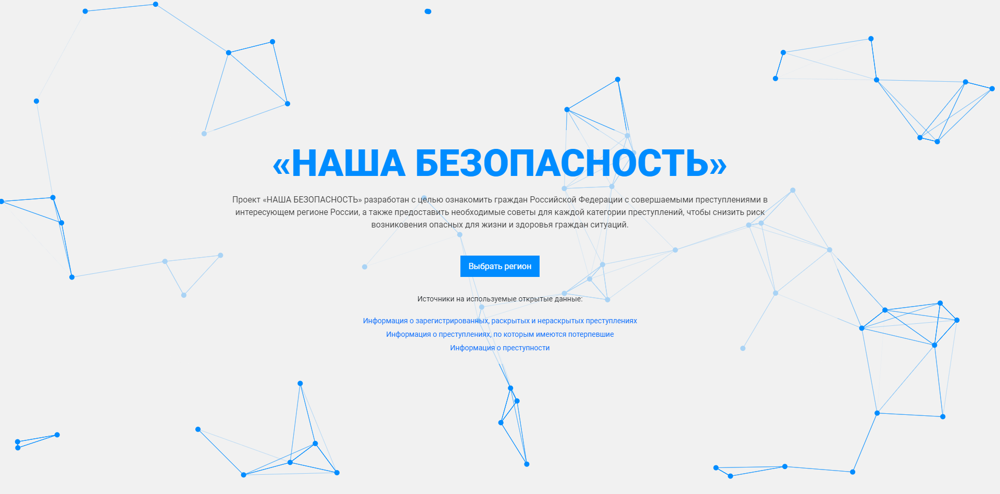 «НАША БЕЗОПАСНОСТЬ»
Проект «НАША БЕЗОПАСНОСТЬ» разработан с целью ознакомить граждан Российской Федерации с совершаемыми преступлениями в
интересующем регионе России, а также предоставить необходимые советы для каждой категории преступлений, чтобы снизить риск
возниковения опасных для жизни и здоровья граждан ситуаций.
Выбрать регион
Источники на используемые открытые данные:
Информация о зарегистрированных, раскрытых и нераскрытых преступлениях
Информация о преступлениях, по которым имеются потерпевшие
Информация о преступности